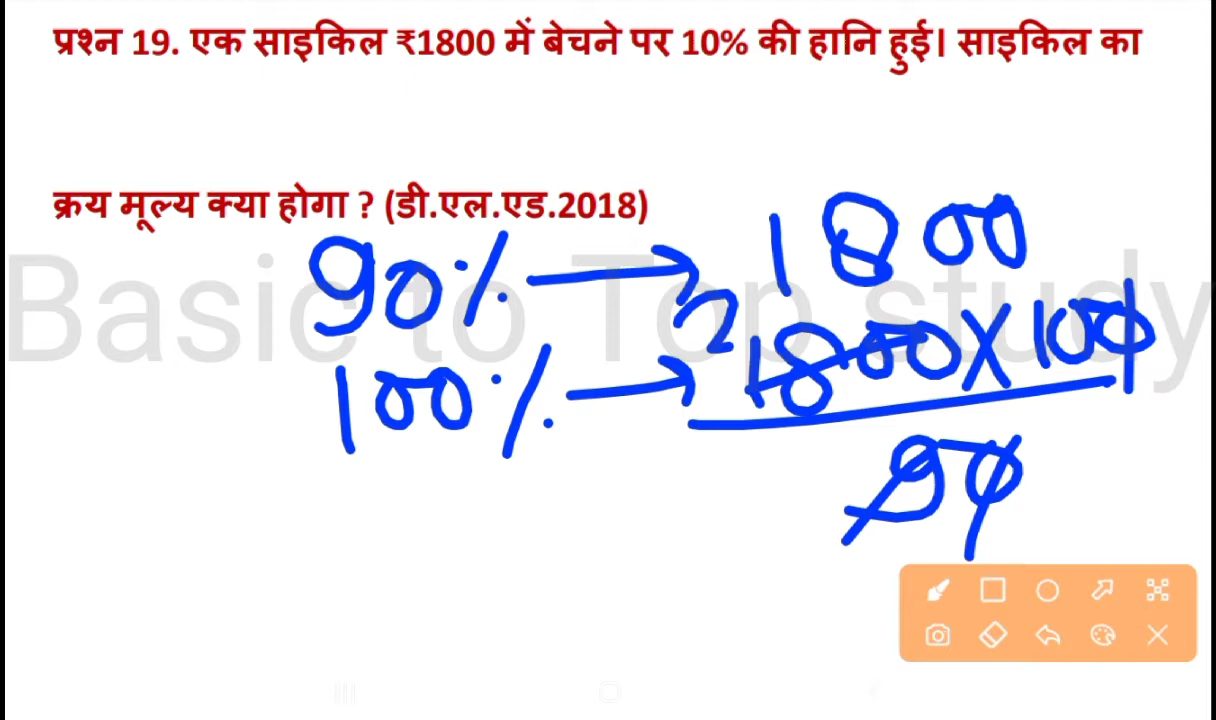 प्रश्न 19. एक साइकिल ₹1800 में बेचने पर 10% की हानि हुई। साइकिल का
क्रय मूल्य क्या होगा ? (डी.एल.एड.2018)
Basic to Top study
90% → 1800
100% → 1800 X 100
2
90